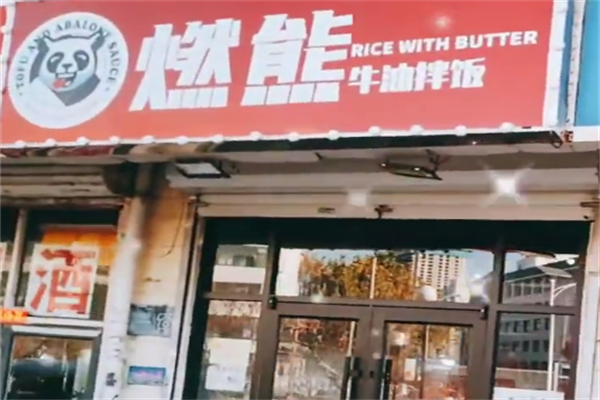 TOFU AND ABALONE SAUCE
燃熊
RICE WITH BUTTER
牛油拌饭
酒